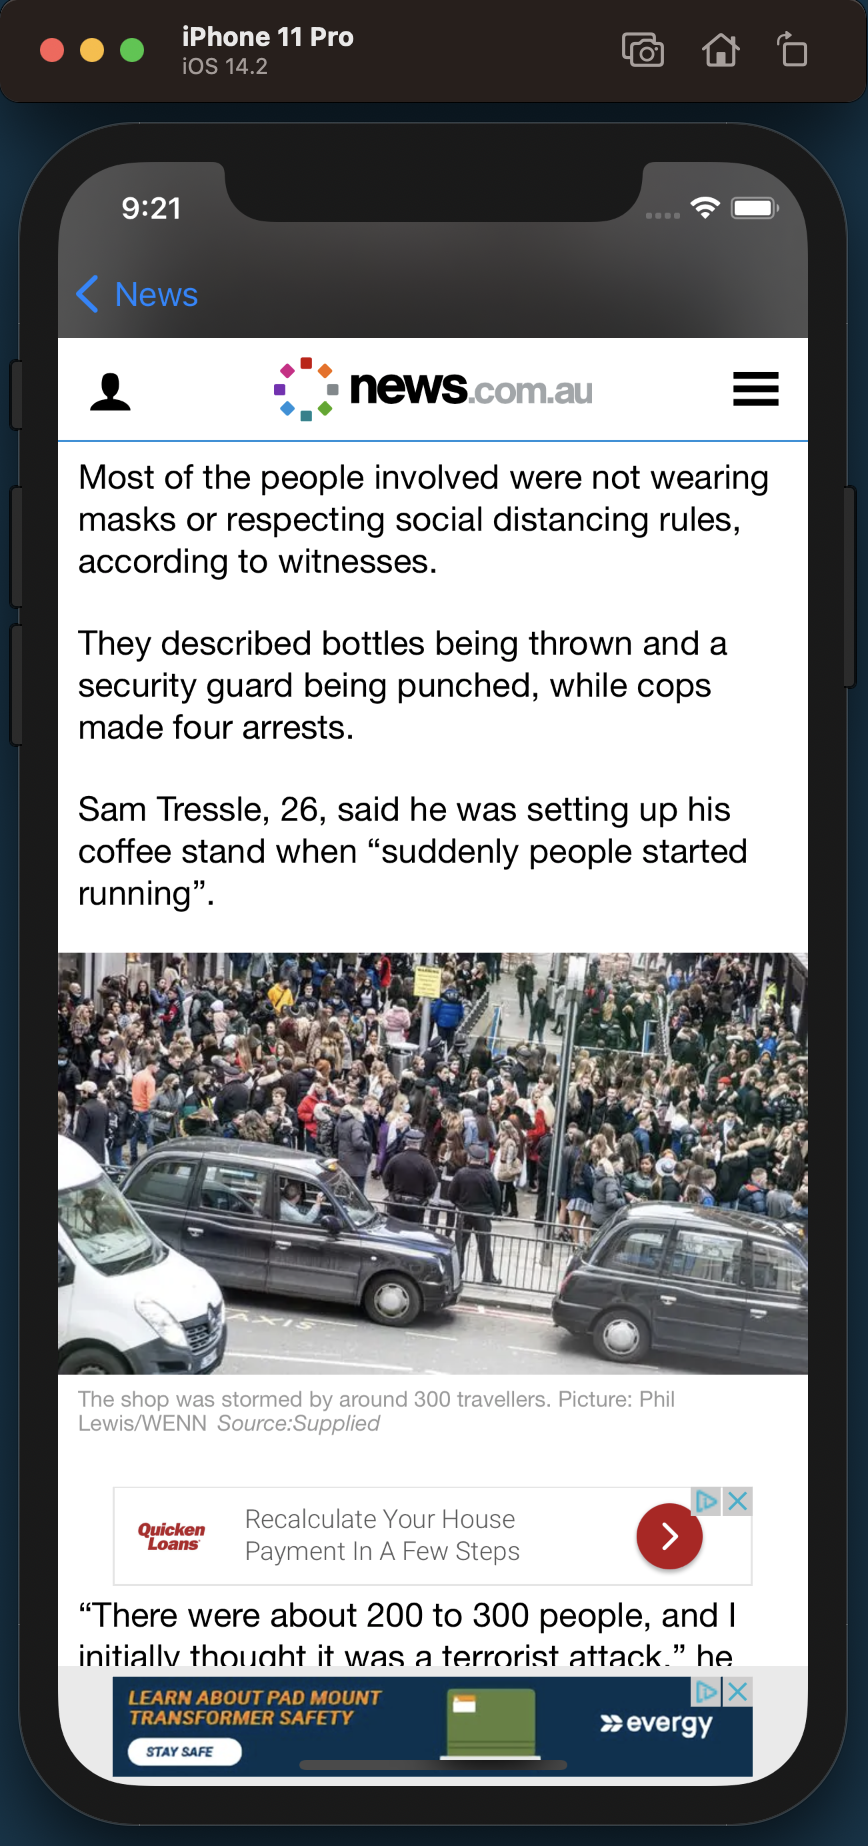 iPhone 11 Pro
iOS 14.2
9:21
News
news.com.au
Most of the people involved were not wearing
masks or respecting social distancing rules,
according to witnesses.
They described bottles being thrown and a
security guard being punched, while cops
made four arrests.
Sam Tressle, 26, said he was setting up his
coffee stand when “suddenly people started
running”.
WARNING
TAXIS
The shop was stormed by around 300 travellers. Picture: Phil
Lewis/WENN Source:Supplied
Quicken
Loans
Recalculate Your House
Payment In A Few Steps
“There were about 200 to 300 people, and I
initially thought it was a terrorist attack,” he
LEARN ABOUT PAD MOUNT
TRANSFORMER SAFETY
STAY SAFE
evergy